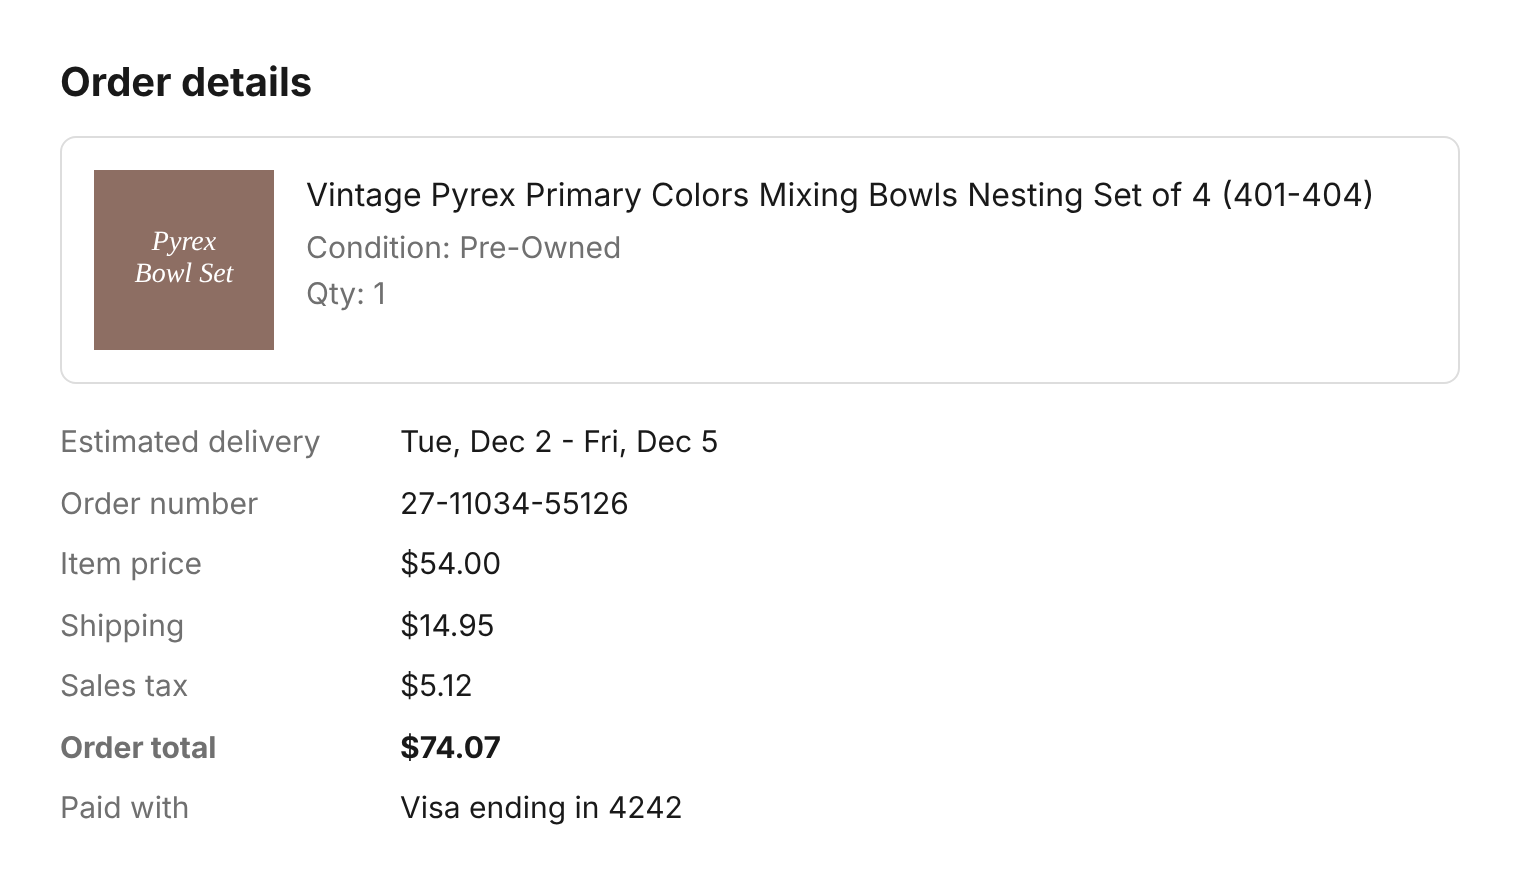 Order details
Pyrex
Bowl Set
Vintage Pyrex Primary Colors Mixing Bowls Nesting Set of 4 (401-404)
Condition: Pre-Owned
Qty: 1
Estimated delivery Tue, Dec 2 - Fri, Dec 5
Order number 27-11034-55126
Item price $54.00
Shipping $14.95
Sales tax $5.12
Order total $74.07
Paid with Visa ending in 4242